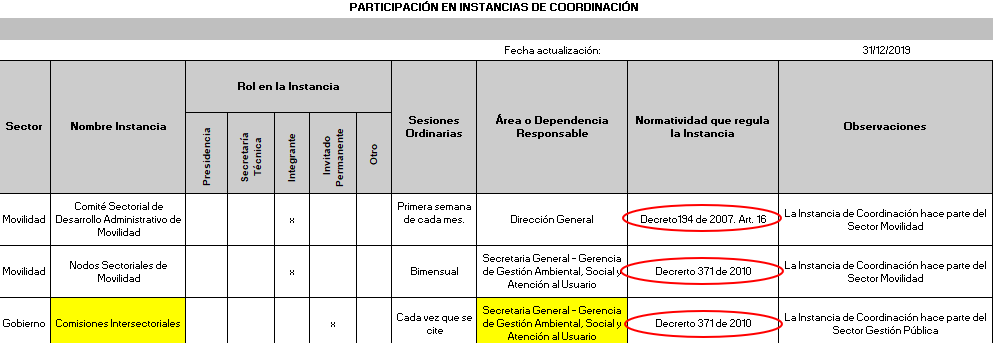 PARTICIPACIÓN EN INSTANCIAS DE COORDINACIÓN
Fecha actualización: 31/12/2019
Sector
Nombre Instancia
Rol en la Instancia
Presidencia
Secretaría
Técnica
Integrante
Invitado
Permanente
Otro
Sesiones
Ordinarias
Área o Dependencia
Responsable
Normatividad que regula
la Instancia
Observaciones
Movilidad
Comité Sectorial de
Desarrollo Administrativo de
Movilidad
x
Primera semana
de cada mes.
Dirección General
Decreto194 de 2007. Art. 16
La Instancia de Coordinación hace parte del
Sector Movilidad
Movilidad
Nodos Sectoriales de
Movilidad
x
Bimensual
Secretaria General - Gerencia
de Gestión Ambiental, Social y
Atención al Usuario
Decrerto 371 de 2010
La Instancia de Coordinación hace parte del
Sector Movilidad
Gobierno
Comisiones Intersectoriales
x
Cada vez que se
cite
Secretaria General - Gerencia
de Gestión Ambiental, Social y
Atención al Usuario
Decrerto 371 de 2010
La Instancia de Coordinación hace parte del
Sector Gestión Pública